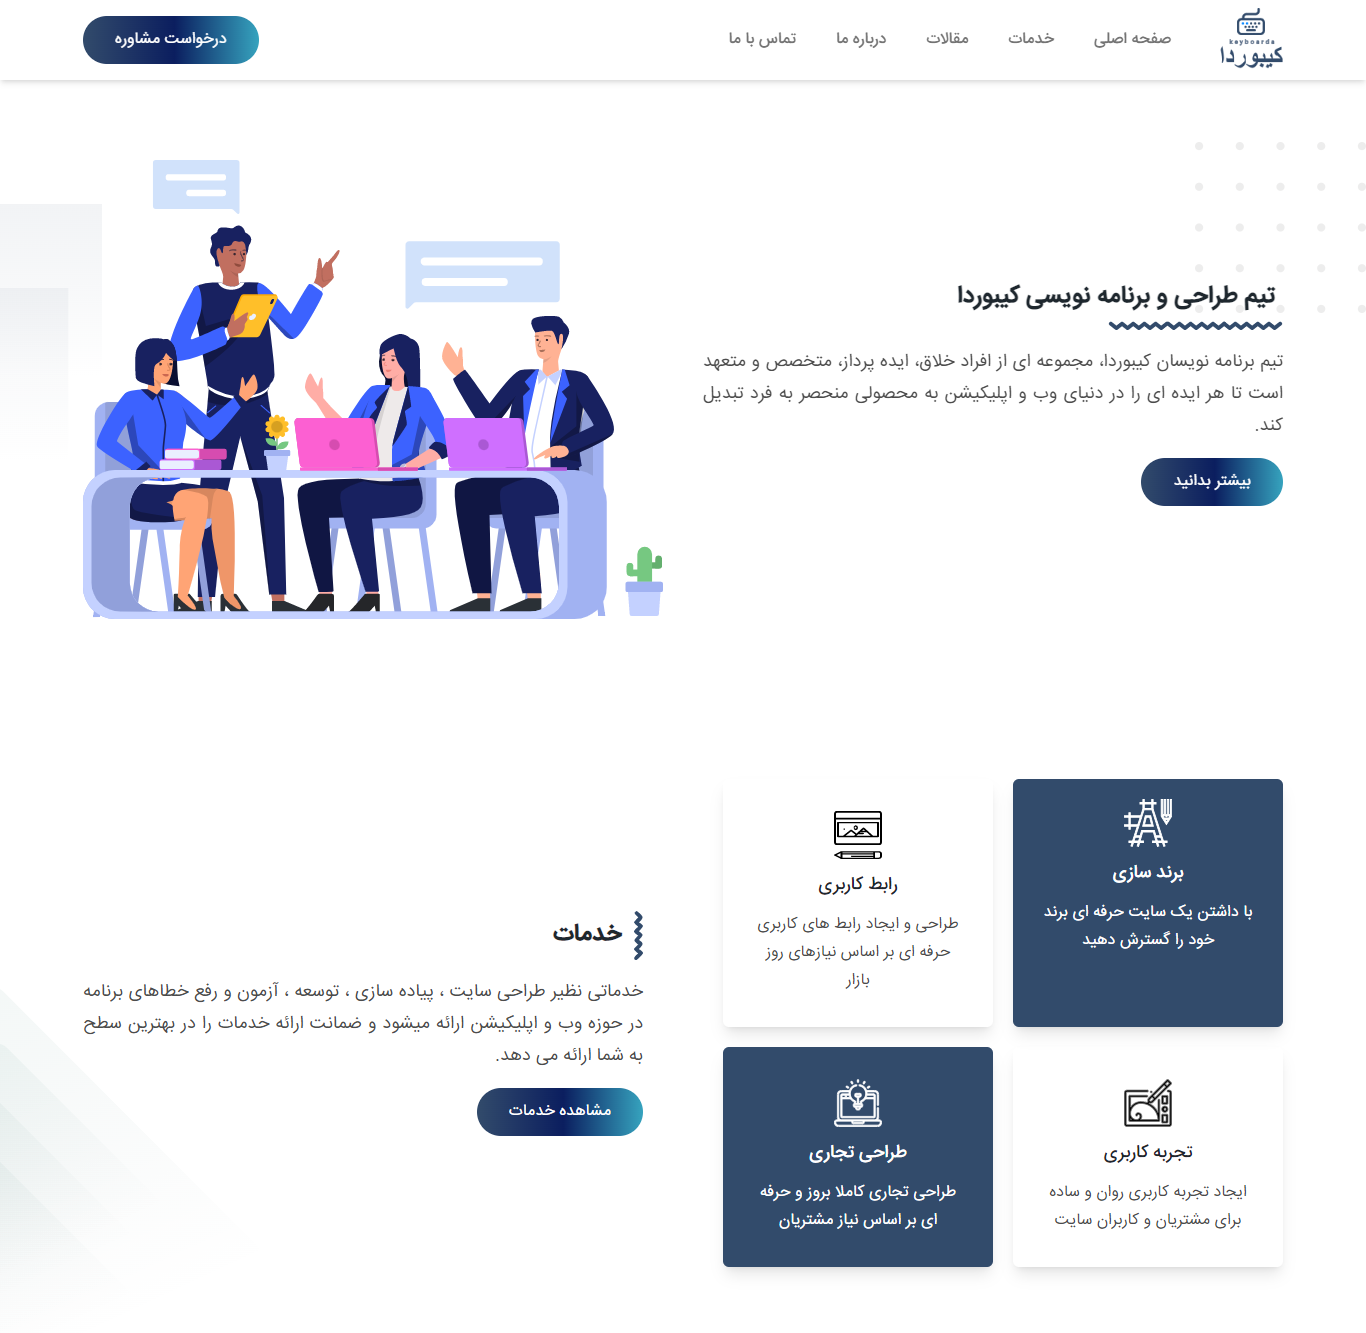 keyboarda
کیبوردا
صفحه اصلی
خدمات
مقالات
درباره ما
تماس با ما
درخواست مشاوره
تیم طراحی و برنامه نویسی کیبوردا
تیم برنامه نویسان کیبوردا، مجموعه ای از افراد خلاق، ایده پرداز، متخصص و متعهد
است تا هر ایده ای را در دنیای وب و اپلیکیشن به محصولی منحصر به فرد تبدیل
کند.
بیشتر بدانید
برند سازی
با داشتن یک سایت حرفه ای برند
خود را گسترش دهید
رابط کاربری
طراحی و ایجاد رابط های کاربری
حرفه ای بر اساس نیازهای روز
بازار
تجربه کاربری
ایجاد تجربه کاربری روان و ساده
برای مشتریان و کاربران سایت
طراحی تجاری
طراحی تجاری کاملا بروز و حرفه
ای بر اساس نیاز مشتریان
خدمات
خدماتی نظیر طراحی سایت ، پیاده سازی ، توسعه ، آزمون و رفع خطاهای برنامه
در حوزه وب و اپلیکیشن ارائه میشود و ضمانت ارائه خدمات را در بهترین سطح
به شما ارائه می دهد.
مشاهده خدمات